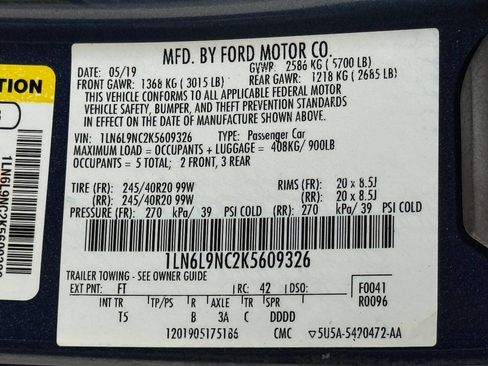 MFD. BY FORD MOTOR CO.
DATE: 05/19 GVWR: 2586 KG ( 5700 LB)
FRONT GAWR: 1368 KG ( 3015 LB) REAR GAWR: 1218 KG ( 2685 LB)
THIS VEHICLE CONFORMS TO ALL APPLICABLE FEDERAL MOTOR
VEHICLE SAFETY, BUMPER, AND THEFT PREVENTION STANDARDS
IN EFFECT ON THE DATE OF MANUFACTURE SHOWN ABOVE.
VIN: 1LN6L9NC2K5609326 TYPE: Passenger Car
MAXIMUM LOAD = OCCUPANTS + LUGGAGE = 408KG/ 900LB
OCCUPANTS = 5 TOTAL; 2 FRONT, 3 REAR
TIRE (FR): 245/40R20 99W RIMS (FR): 20 x 8.5J
(RR): 245/40R20 99W (RR): 20 x 8.5J
PRESSURE (FR): 270 kPa/ 39 PSI COLD (RR): 270 kPa/ 39 PSI COLD
1LN6L9NC2K5609326
TRAILER TOWING - SEE OWNER GUIDE
EXT PNT: FT RC: 42 DSO: F0041
R0096
INT TR TP/PS R AXLE TR SPR
T5 B 3A C DDDD
1201905175186 CMC 5U5A-5420472-AA